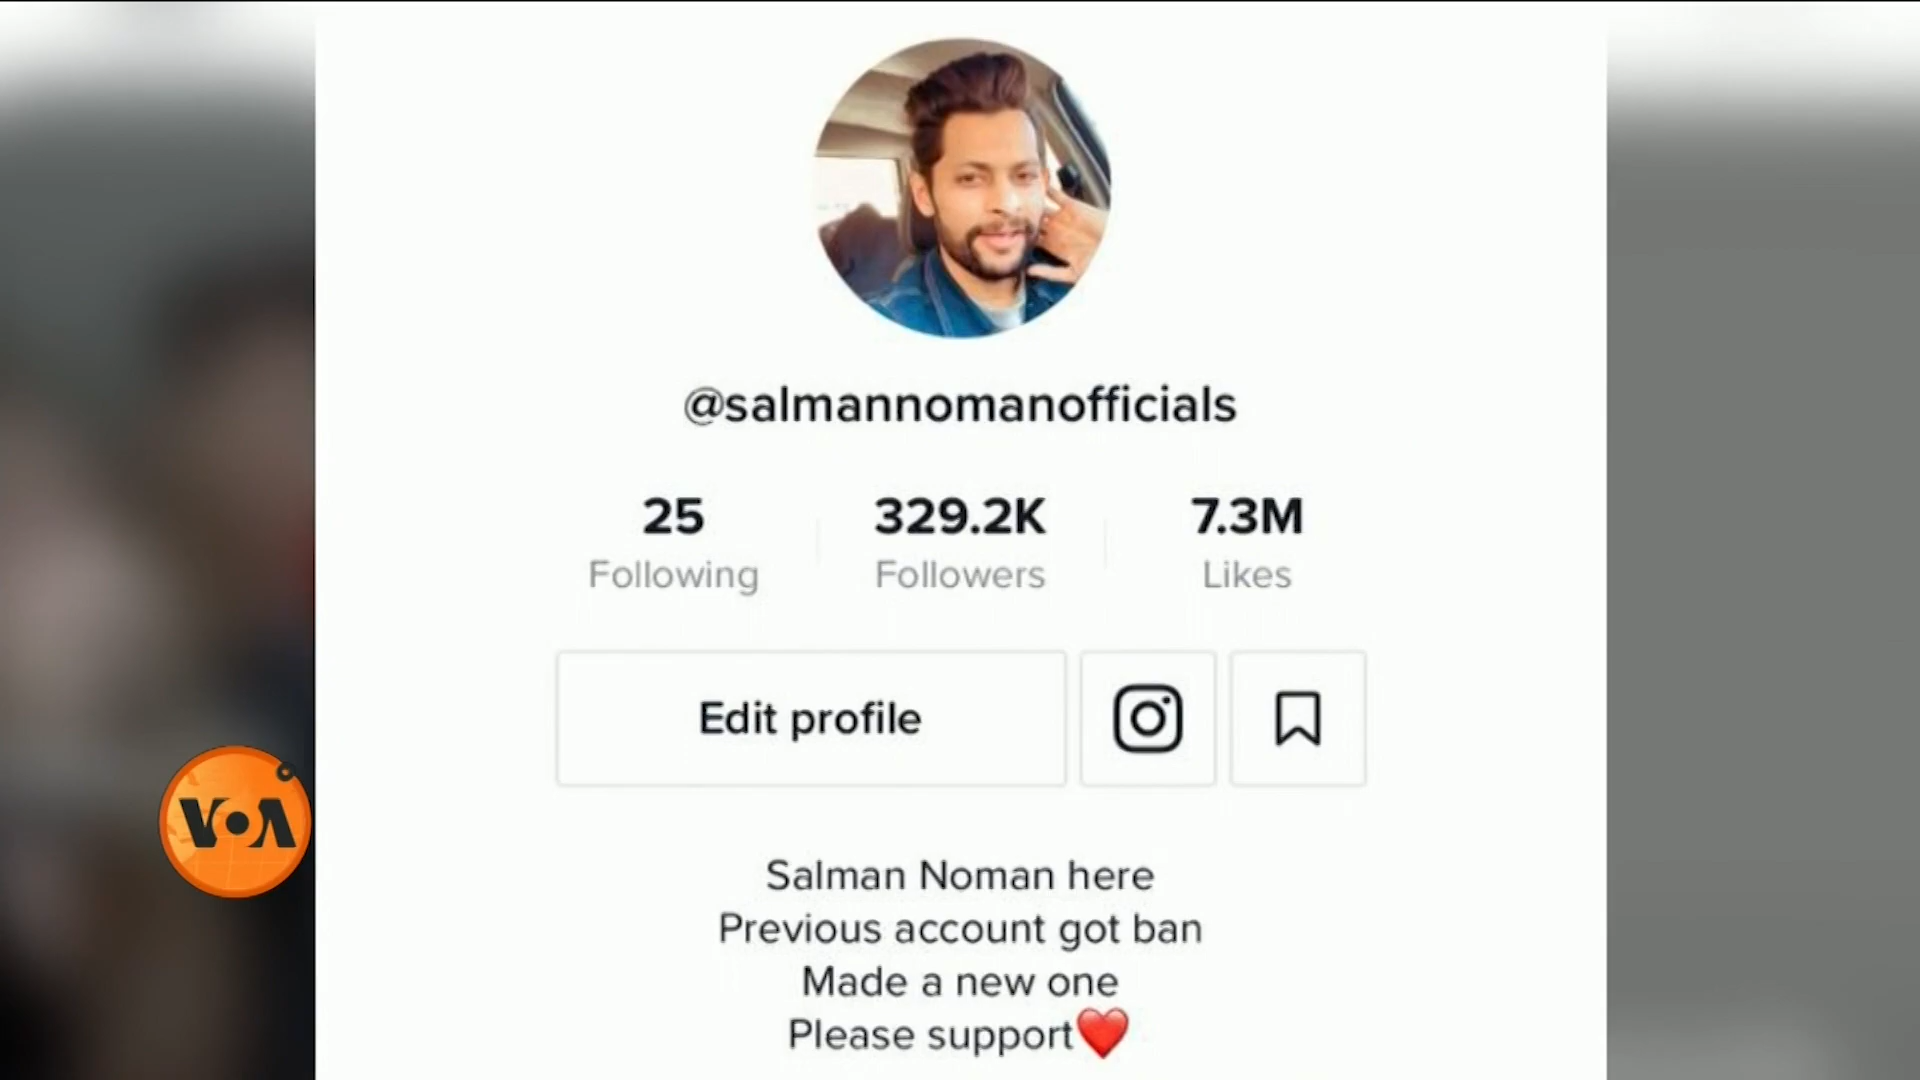 @salmannomanofficials
25 329.2K 7.3M
Following Followers Likes
Edit profile
VOA
Salman Noman here
Previous account got ban
Made a new one
Please support❤️